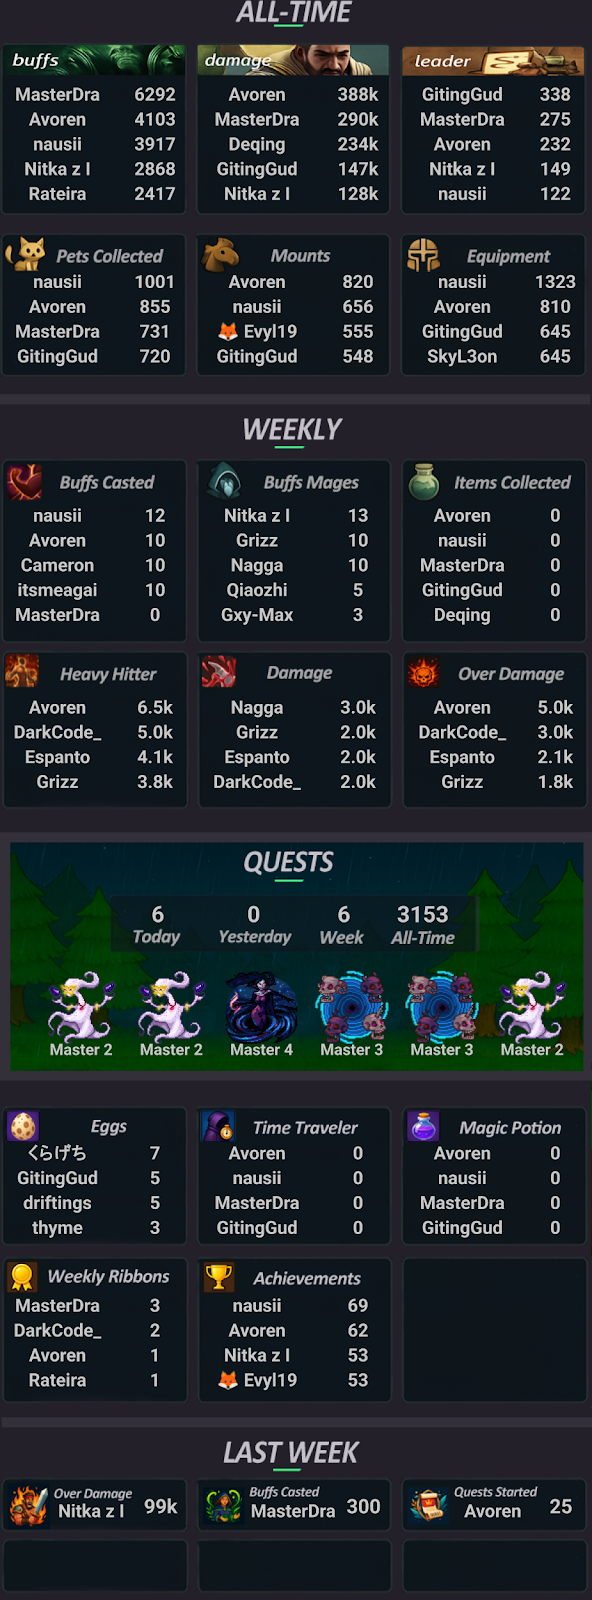 ALL-TIME
buffs
MasterDra 6292
Avoren 4103
nausii 3917
Nitka z l 2868
Rateira 2417
damage
Avoren 388k
MasterDra 290k
Deqing 234k
GitingGud 147k
Nitka z l 128k
leader
GitingGud 338
MasterDra 275
Avoren 232
Nitka z l 149
nausii 122
Pets Collected
nausii 1001
Avoren 855
MasterDra 731
GitingGud 720
Mounts
Avoren 820
nausii 656
🦊 Evyl19 555
GitingGud 548
Equipment
nausii 1323
Avoren 810
GitingGud 645
SkyL3on 645
WEEKLY
Buffs Casted
nausii 12
Avoren 10
Cameron 10
itsmeagai 10
MasterDra 0
Buffs Mages
Nitka z l 13
Grizz 10
Nagga 10
Qiaozhi 5
Gxy-Max 3
Items Collected
Avoren 0
nausii 0
MasterDra 0
GitingGud 0
Deqing 0
Heavy Hitter
Avoren 6.5k
DarkCode_ 5.0k
Espanto 4.1k
Grizz 3.8k
Damage
Nagga 3.0k
Grizz 2.0k
Espanto 2.0k
DarkCode_ 2.0k
Over Damage
Avoren 5.0k
DarkCode_ 3.0k
Espanto 2.1k
Grizz 1.8k
QUESTS
6 0 6 3153
Today Yesterday Week All-Time
Master 2 Master 2 Master 4 Master 3 Master 3 Master 2
Eggs
くらげち 7
GitingGud 5
driftings 5
thyme 3
Time Traveler
Avoren 0
nausii 0
MasterDra 0
GitingGud 0
Magic Potion
Avoren 0
nausii 0
MasterDra 0
GitingGud 0
Weekly Ribbons
MasterDra 3
DarkCode_ 2
Avoren 1
Rateira 1
Achievements
nausii 69
Avoren 62
Nitka z l 53
🦊 Evyl19 53
LAST WEEK
Over Damage
Nitka z l 99k
Buffs Casted
MasterDra 300
Quests Started
Avoren 25